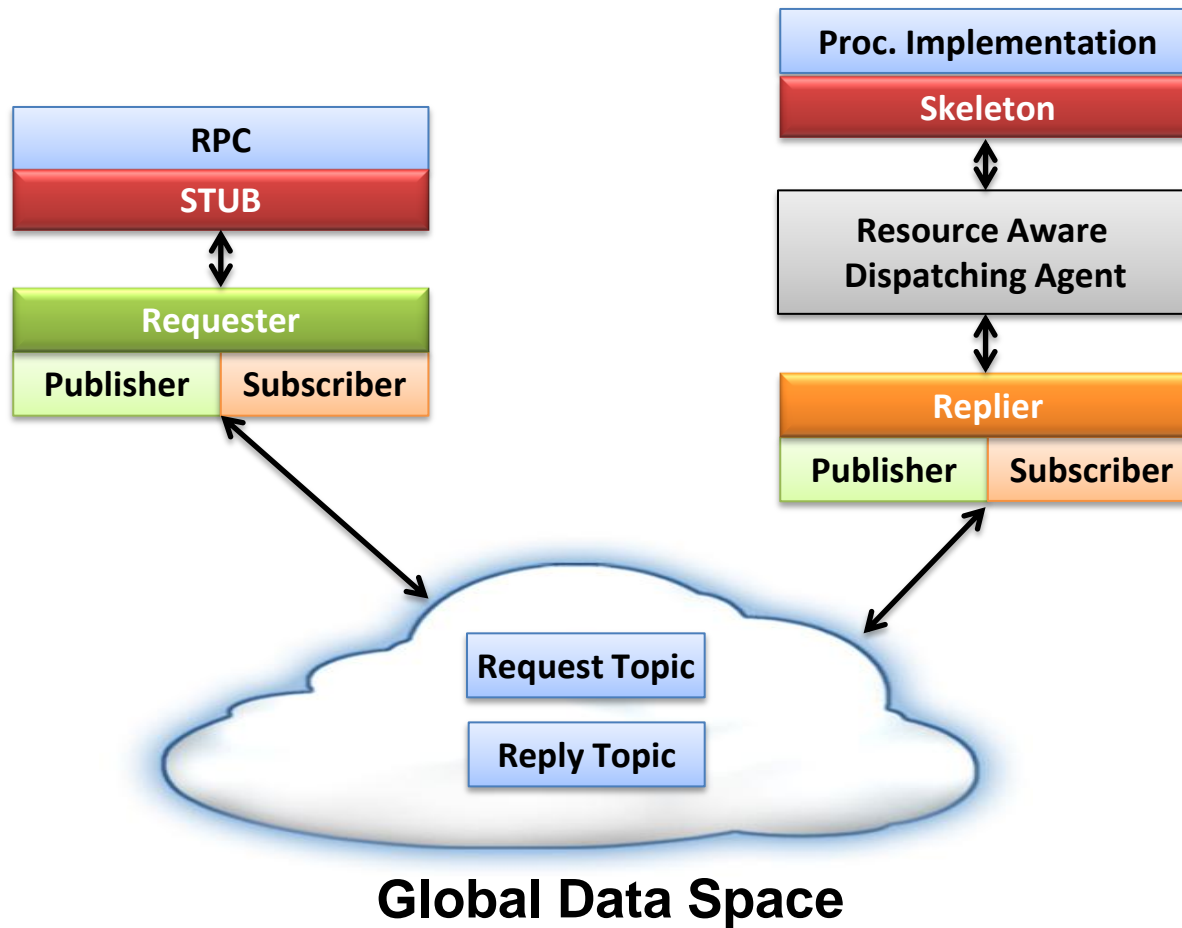 RPC
STUB
Requester
Publisher
Subscriber
Proc. Implementation
Skeleton
Resource Aware
Dispatching Agent
Replier
Publisher
Subscriber
Request Topic
Reply Topic
Global Data Space